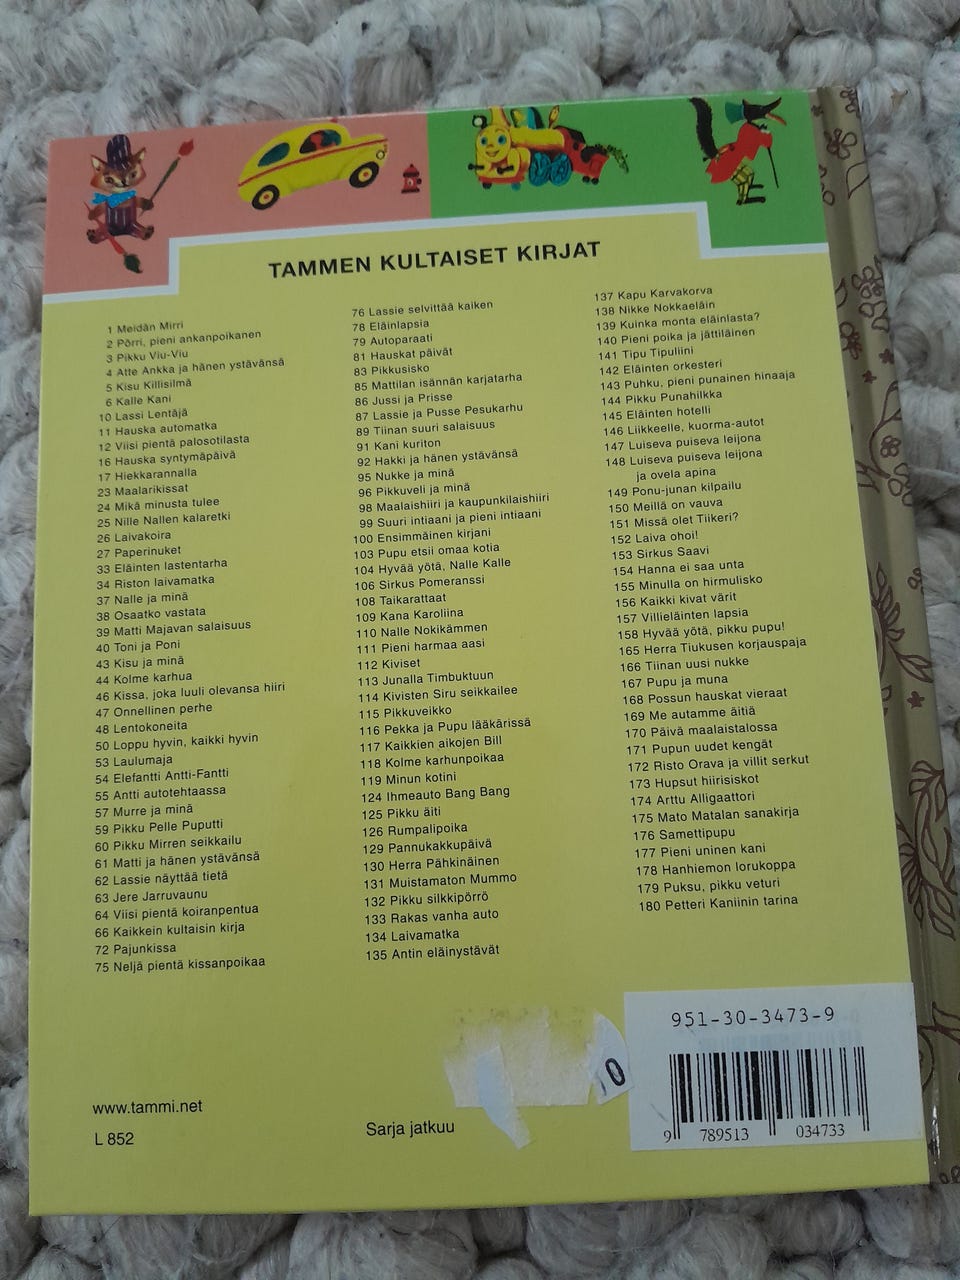 TAMMEN KULTAISET KIRJAT
1 Meidän Mirri
2 Pörri, pieni ankanpoikanen
3 Pikku Viu-Viu
4 Atte Ankka ja hänen ystävänsä
5 Kisu Killisilmä
6 Kalle Kani
10 Lassi Lentäjä
11 Hauska automatka
12 Viisi pientä palosotilasta
16 Hauska syntymäpäivä
17 Hiekkarannalla
23 Maalarikissat
24 Mikä minusta tulee
25 Nille Nallen kalaretki
26 Laivakoira
27 Paperinuket
33 Eläinten lastentarha
34 Riston laivamatka
37 Nalle ja minä
38 Osaatko vastata
39 Matti Majavan salaisuus
40 Toni ja Poni
43 Kisu ja minä
44 Kolme karhua
46 Kissa, joka luuli olevansa hiiri
47 Onnellinen perhe
48 Lentokoneita
50 Loppu hyvin, kaikki hyvin
53 Laulumaja
54 Elefantti Antti-Fantti
55 Antti autotehtaassa
57 Murre ja minä
59 Pikku Pelle Puputti
60 Pikku Mirren seikkailu
61 Matti ja hänen ystävänsä
62 Lassie näyttää tietä
63 Jere Jarruvaunu
64 Viisi pientä koiranpentua
66 Kaikkein kultaisin kirja
72 Pajunkissa
75 Neljä pientä kissanpoikaa
76 Lassie selvittää kaiken
78 Eläinlapsia
79 Autoparaati
81 Hauskat päivät
83 Pikkusisko
85 Mattilan isännän karjatarha
86 Jussi ja Prisse
87 Lassie ja Pusse Pesukarhu
89 Tiinan suuri salaisuus
91 Kani kuriton
92 Hakki ja hänen ystävänsä
95 Nukke ja minä
96 Pikkuveli ja minä
98 Maalaishiiri ja kaupunkilaishiiri
99 Suuri intiaani ja pieni intiaani
100 Ensimmäinen kirjani
103 Pupu etsii omaa kotia
104 Hyvää yötä, Nalle Kalle
106 Sirkus Pomeranssi
108 Taikarattaat
109 Kana Karoliina
110 Nalle Nokikämmen
111 Pieni harmaa aasi
112 Kiviset
113 Junalla Timbuktuun
114 Kivisten Siru seikkailee
115 Pikkuveikko
116 Pekka ja Pupu lääkärissä
117 Kaikkien aikojen Bill
118 Kolme karhunpoikaa
119 Minun kotini
124 Ihmeauto Bang Bang
125 Pikku äiti
126 Rumpalipoika
129 Pannukakkupäivä
130 Herra Pähkinäinen
131 Muistamaton Mummo
132 Pikku silkkipörrö
133 Rakas vanha auto
134 Laivamatka
135 Antin eläinystävät
137 Kapu Karvakorva
138 Nikke Nokkaeläin
139 Kuinka monta eläinlasta?
140 Pieni poika ja jättiläinen
141 Tipu Tipuliini
142 Eläinten orkesteri
143 Puhku, pieni punainen hinaaja
144 Pikku Punahilkka
145 Eläinten hotelli
146 Liikkeelle, kuorma-autot
147 Luiseva puiseva leijona
148 Luiseva puiseva leijona
ja ovela apina
149 Ponu-junan kilpailu
150 Meillä on vauva
151 Missä olet Tiikeri?
152 Laiva ohoi!
153 Sirkus Saavi
154 Hanna ei saa unta
155 Minulla on hirmulisko
156 Kaikki kivat värit
157 Villieläinten lapsia
158 Hyvää yötä, pikku pupu!
165 Herra Tiukusen korjauspaja
166 Tiinan uusi nukke
167 Pupu ja muna
168 Possun hauskat vieraat
169 Me autamme äitiä
170 Päivä maalaistalossa
171 Pupun uudet kengät
172 Risto Orava ja villit serkut
173 Hupsut hiirisiskot
174 Arttu Alligaattori
175 Mato Matalan sanakirja
176 Samettipupu
177 Pieni uninen kani
178 Hanhiemon lorukoppa
179 Puksu, pikku veturi
180 Petteri Kaniinin tarina
951-30-3473-9
9 789513 034733
www.tammi.net
L 852
Sarja jatkuu